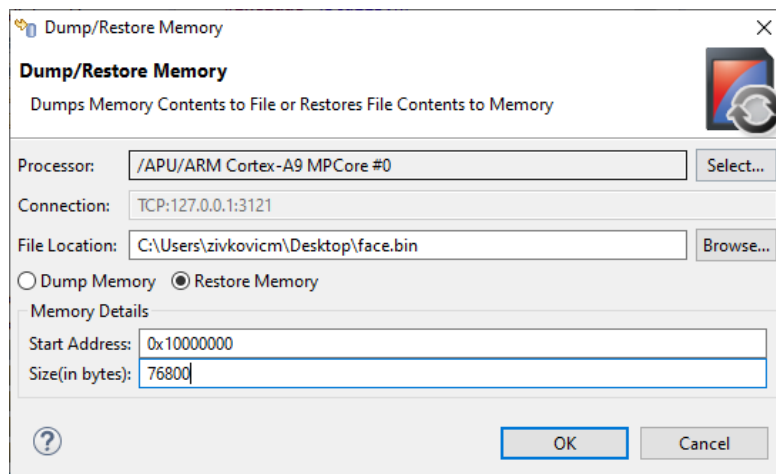 Dump/Restore Memory
Dump/Restore Memory
Dumps Memory Contents to File or Restores File Contents to Memory
Processor: /APU/ARM Cortex-A9 MPCore #0 Select...
Connection: TCP:127.0.0.1:3121
File Location: C:\Users\zivkovicm\Desktop\face.bin Browse...
Dump Memory Restore Memory
Memory Details
Start Address: 0x10000000
Size(in bytes): 76800
? OK Cancel